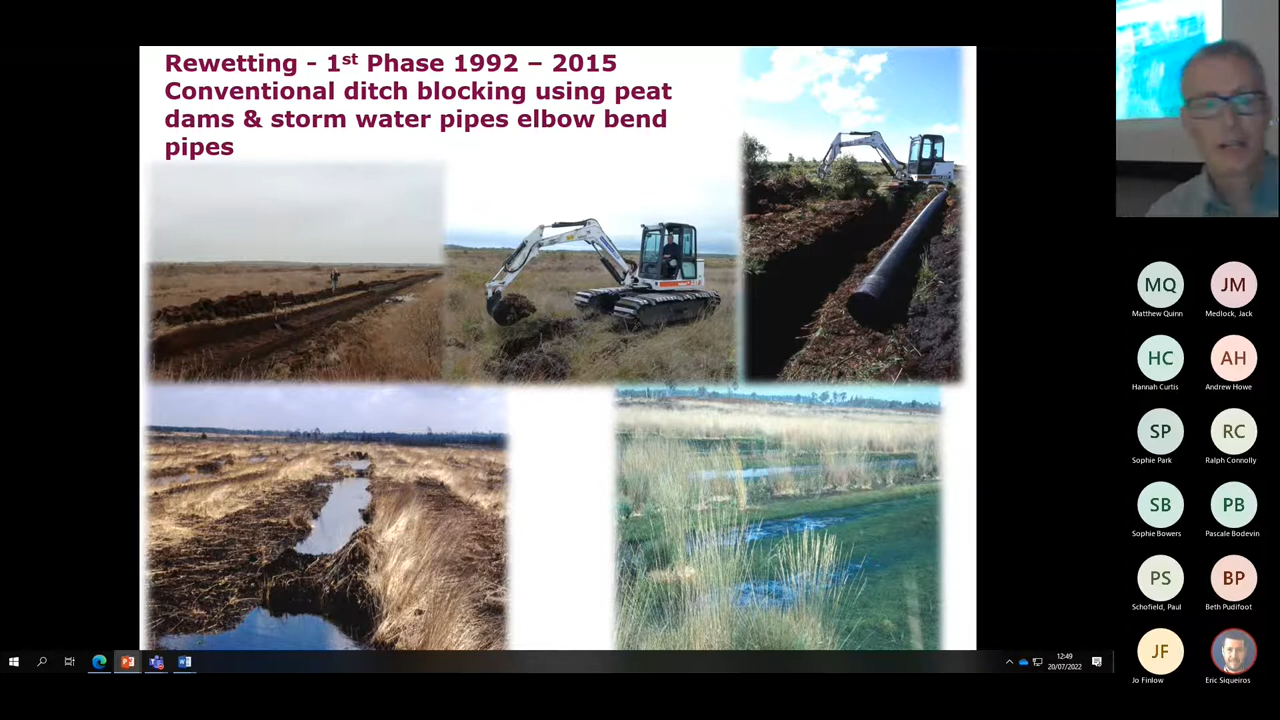 Rewetting - 1st Phase 1992 – 2015
Conventional ditch blocking using peat
dams & storm water pipes elbow bend
pipes
MQ
Matthew Quinn
JM
Medlock, Jack
HC
Hannah Curtis
AH
Andrew Howe
SP
Sophie Park
RC
Ralph Connolly
SB
Sophie Bowers
PB
Pascale Bodevin
PS
Schofield, Paul
BP
Beth Pudifoot
JF
Jo Finlow
Eric Siqueiros
12:49
20/07/2022